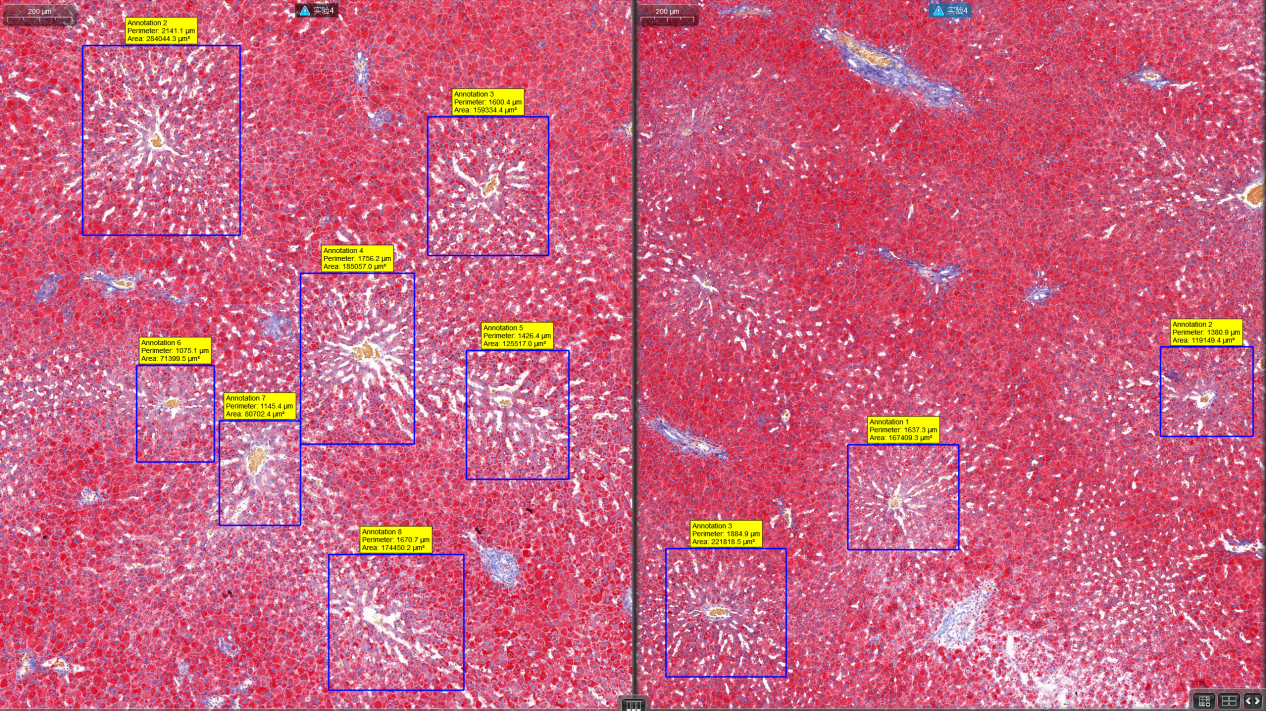 200 µm
实验4
Annotation 2
Perimeter: 2141.1 µm
Area: 284044.3 µm²
Annotation 3
Perimeter: 1600.4 µm
Area: 159334.4 µm²
Annotation 4
Perimeter: 1756.2 µm
Area: 185057.0 µm²
Annotation 5
Perimeter: 1426.4 µm
Area: 125517.0 µm²
Annotation 6
Perimeter: 1075.1 µm
Area: 71399.5 µm²
Annotation 7
Perimeter: 1145.4 µm
Area: 80702.4 µm²
Annotation 8
Perimeter: 1670.7 µm
Area: 174450.2 µm²
200 µm
实验4
Annotation 2
Perimeter: 1380.9 µm
Area: 119149.4 µm²
Annotation 1
Perimeter: 1637.3 µm
Area: 167409.3 µm²
Annotation 3
Perimeter: 1884.9 µm
Area: 221818.5 µm²